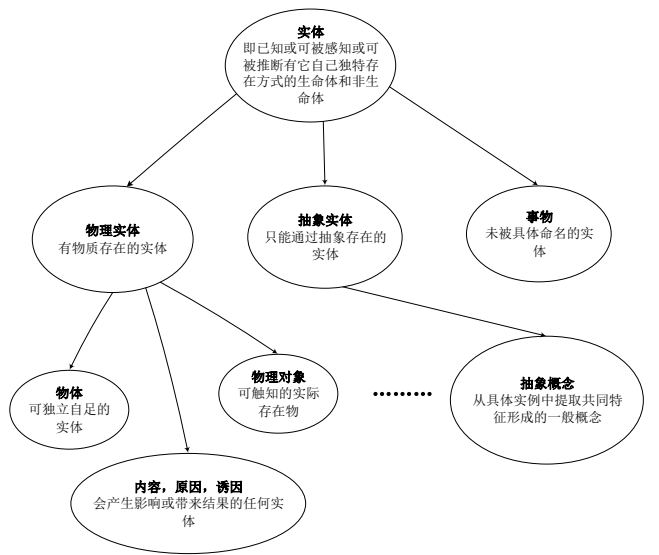 实体
即已知或可被感知或可
被推断有它自己独特存
在方式的生命体和非生
命体
物理实体
有物质存在的实体
抽象实体
只能通过抽象存在的
实体
事物
未被具体命名的实
体
物体
可独立自足的
实体
物理对象
可触知的实际
存在物
………
抽象概念
从具体实例中提取共同特
征形成的一般概念
内容，原因，诱因
会产生影响或带来结果的任何实
体